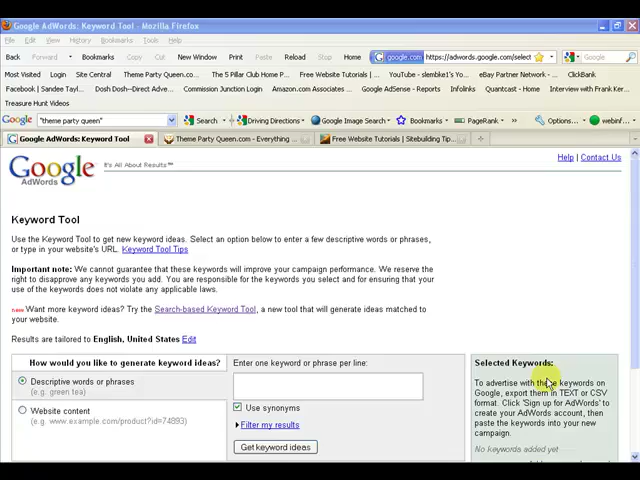 Google AdWords: Keyword Tool - Mozilla Firefox
File Edit View History Bookmarks Tools Help
Back Forward Bookmarks Copy Cut New Window Print Paste Reload Stop Home google.com https://adwords.google.com/select Google
Most Visited Login Site Central Theme Party Queen.co... The 5 Pillar Club Home P... Free Website Tutorials | ... YouTube - slembke1's Yo... eBay Partner Network ... ClickBank
Facebook | Sandee Tayl... Dosh Dosh--Direct Adve... Commission Junction Login Amazon.com Associates ... Google AdSense - Reports Infolinks Quantcast - Home Interview with Frank Ker...
Treasure Hunt Videos
Google "theme party queen" Search Driving Directions Google Image Search Bookmarks PageRank » Options... webinf...
Google AdWords: Keyword Tool Theme Party Queen.com - Everything ... Free Website Tutorials | Sitebuilding Tip...
Help | Contact Us
Google AdWords It's All About Results™
Keyword Tool
Use the Keyword Tool to get new keyword ideas. Select an option below to enter a few descriptive words or phrases,
or type in your website's URL. Keyword Tool Tips
Important note: We cannot guarantee that these keywords will improve your campaign performance. We reserve the
right to disapprove any keywords you add. You are responsible for the keywords you select and for ensuring that your
use of the keywords does not violate any applicable laws.
new Want more keyword ideas? Try the Search-based Keyword Tool, a new tool that will generate ideas matched to
your website.
Results are tailored to English, United States Edit
How would you like to generate keyword ideas?
Descriptive words or phrases
(e.g. green tea)
Website content
(e.g. www.example.com/product?id=74893)
Enter one keyword or phrase per line:
Use synonyms
Filter my results
Get keyword ideas
Selected Keywords:
To advertise with these keywords on
Google, export them in TEXT or CSV
format. Click 'Sign up for AdWords' to
create your AdWords account, then
paste the keywords into your new
campaign.
No keywords added yet